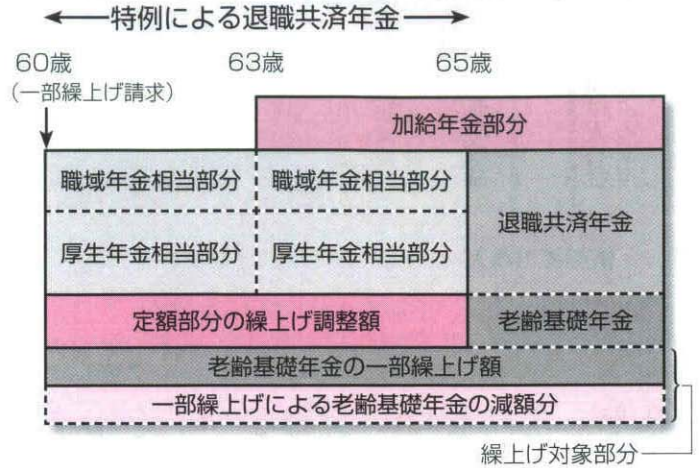 特例による退職共済年金
60歳 63歳 65歳
(一部繰上げ請求)
加給年金部分
職域年金相当部分 職域年金相当部分
退職共済年金
厚生年金相当部分 厚生年金相当部分
定額部分の繰上げ調整額 老齢基礎年金
老齢基礎年金の一部繰上げ額
一部繰上げによる老齢基礎年金の減額分
繰上げ対象部分